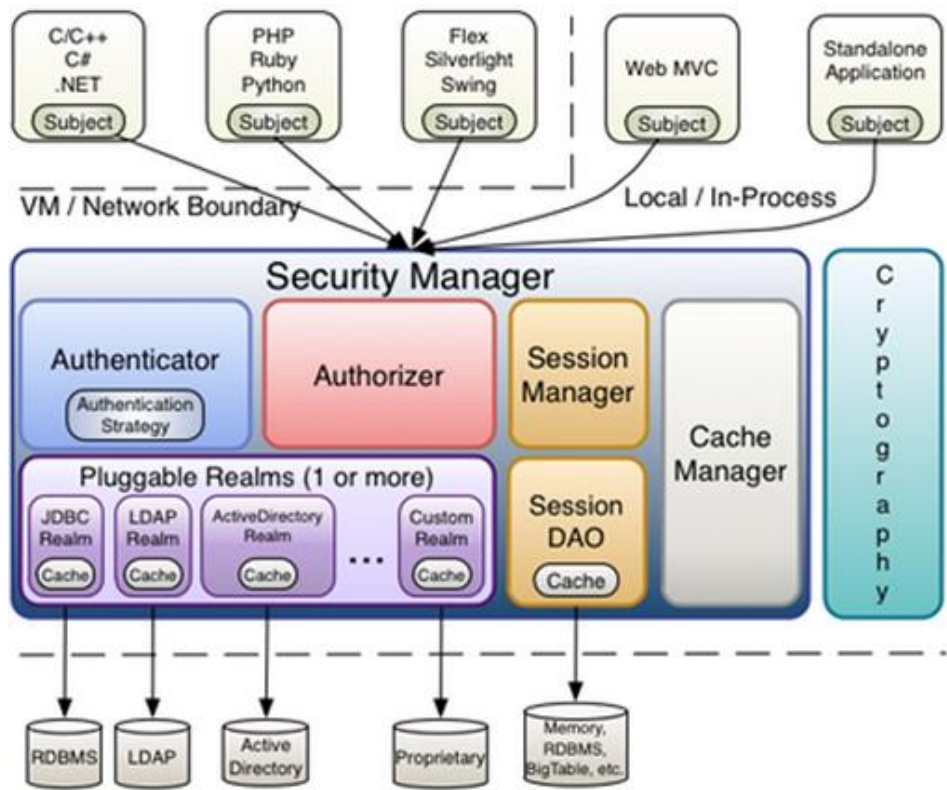 C/C++
C#
.NET
Subject
PHP
Ruby
Python
Subject
Flex
Silverlight
Swing
Subject
Web MVC
Subject
Standalone
Application
Subject
VM / Network Boundary
Local / In-Process
Security Manager
Authenticator
Authentication
Strategy
Authorizer
Session
Manager
Cache
Manager
Cryptography
Pluggable Realms (1 or more)
JDBC
Realm
Cache
LDAP
Realm
Cache
ActiveDirectory
Realm
Cache
...
Custom
Realm
Cache
Session
DAO
Cache
RDBMS
LDAP
Active
Directory
Proprietary
Memory,
RDBMS,
BigTable, etc.